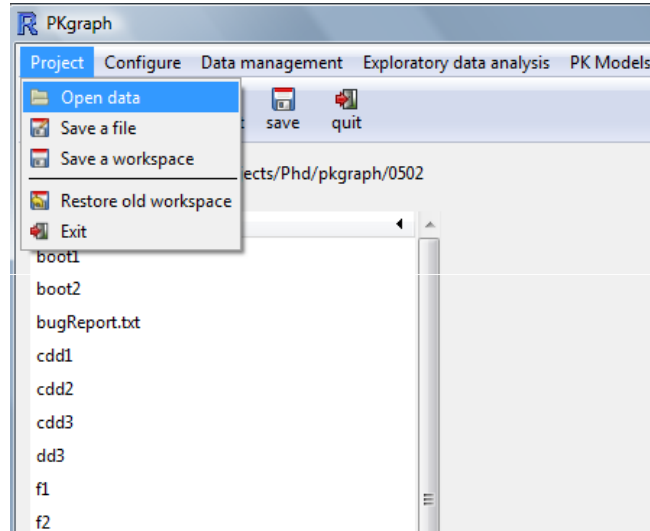 PKgraph
Project Configure Data management Exploratory data analysis PK Models
Open data
Save a file
Save a workspace
Restore old workspace
Exit
save quit
ects/Phd/pkgraph/0502
boot1
boot2
bugReport.txt
cdd1
cdd2
cdd3
dd3
f1
f2